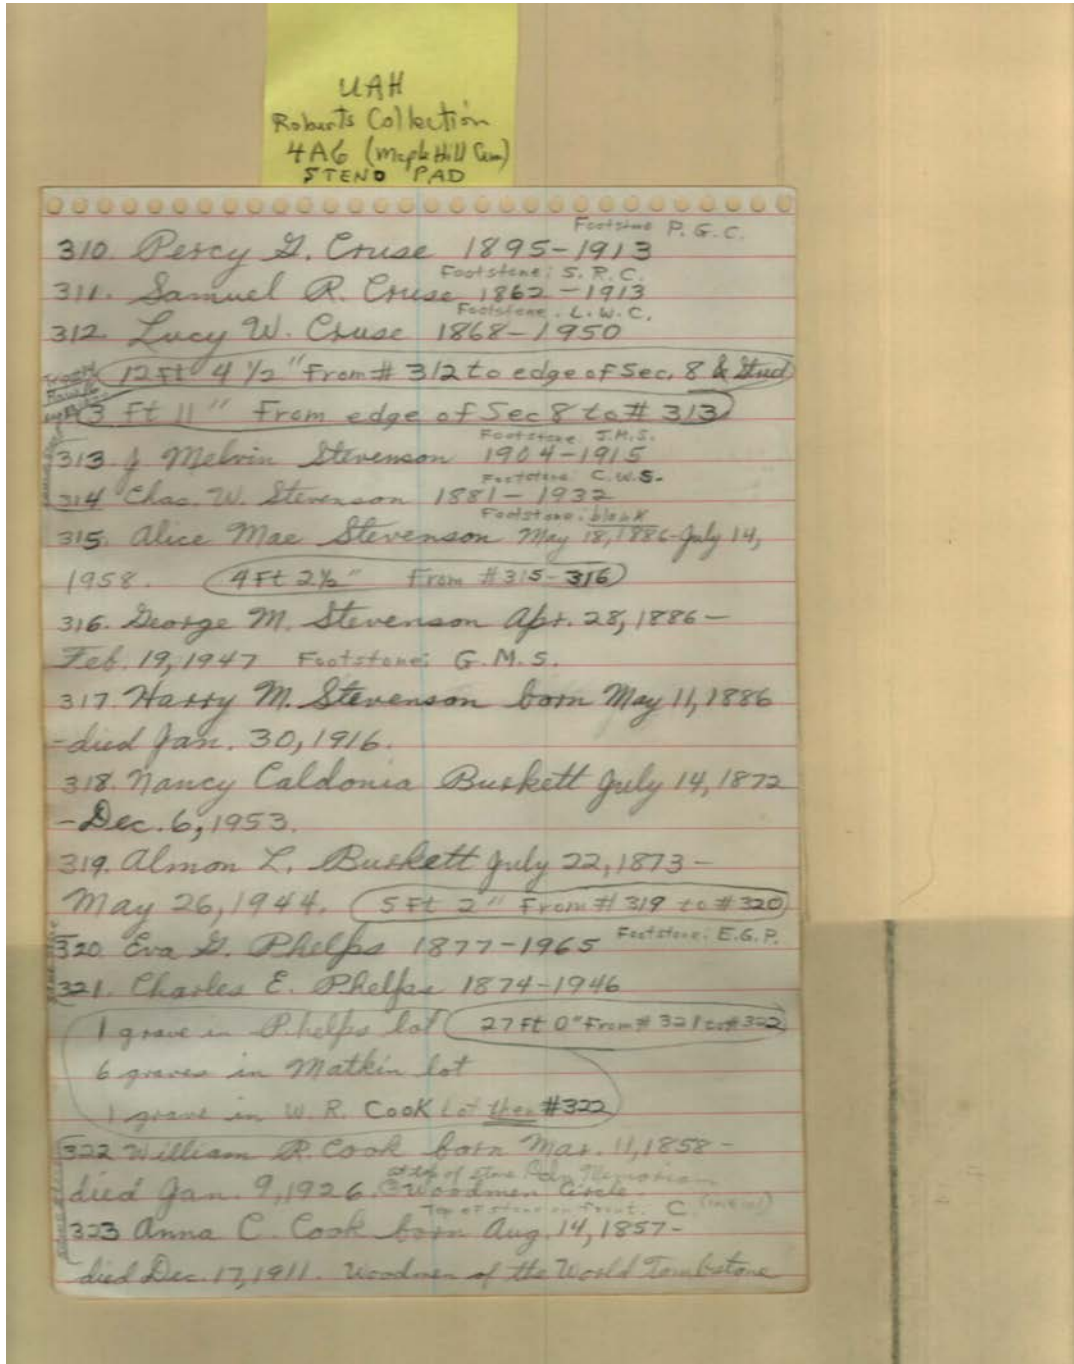 UAH
Roberts Collection
4A6 (Maple Hill Cem)
STENO PAD
Footstone P.G.C.
310. Percy G. Cruse 1895-1913
Footstone: S.R.C.
311. Samuel R. Cruse 1862-1913
Footstone: L.W.C.
312. Lucy W. Cruse 1868-1950
12 Ft 4 1/2" From # 312 to edge of Sec. 8 &
3 Ft 11" From edge of Sec 8 to # 313
Footstone J.M.S.
313 J Melvin Stevenson 1904-1915
Footstone C.W.S.
314 Chas. W. Stevenson 1881-1932
Footstone: blank
315. Alice Mae Stevenson May 18, 1886-July 14,
1958. 4 Ft 2 1/2" From #315-316
316. George M. Stevenson Apr. 28, 1886-
Feb. 19, 1947 Footstone: G.M.S.
317. Harry M. Stevenson born May 11, 1886
-died Jan. 30, 1916.
318. Nancy Caldonia Burkett July 14, 1872
-Dec. 6, 1953.
319. Almon L. Burkett July 22, 1873-
May 26, 1944. 5 Ft 2" From # 319 to #320
320 Eva G. Phelps 1877-1965 Footstone: E.G.P.
321. Charles E. Phelps 1874-1946
1 grave in Phelps lot 27 Ft 0" From # 321 to # 322
6 graves in Matkin lot
1 grave in W.R. Cook Lot then #322
322 William R. Cook born Mar. 11, 1858-
at top of stone
died Jan. 9, 1926. Woodmen Circle
Top of stone on front: C
323 Anna C. Cook born Aug. 14, 1857-
died Dec. 17, 1911. Woodmen of the World Tombstone